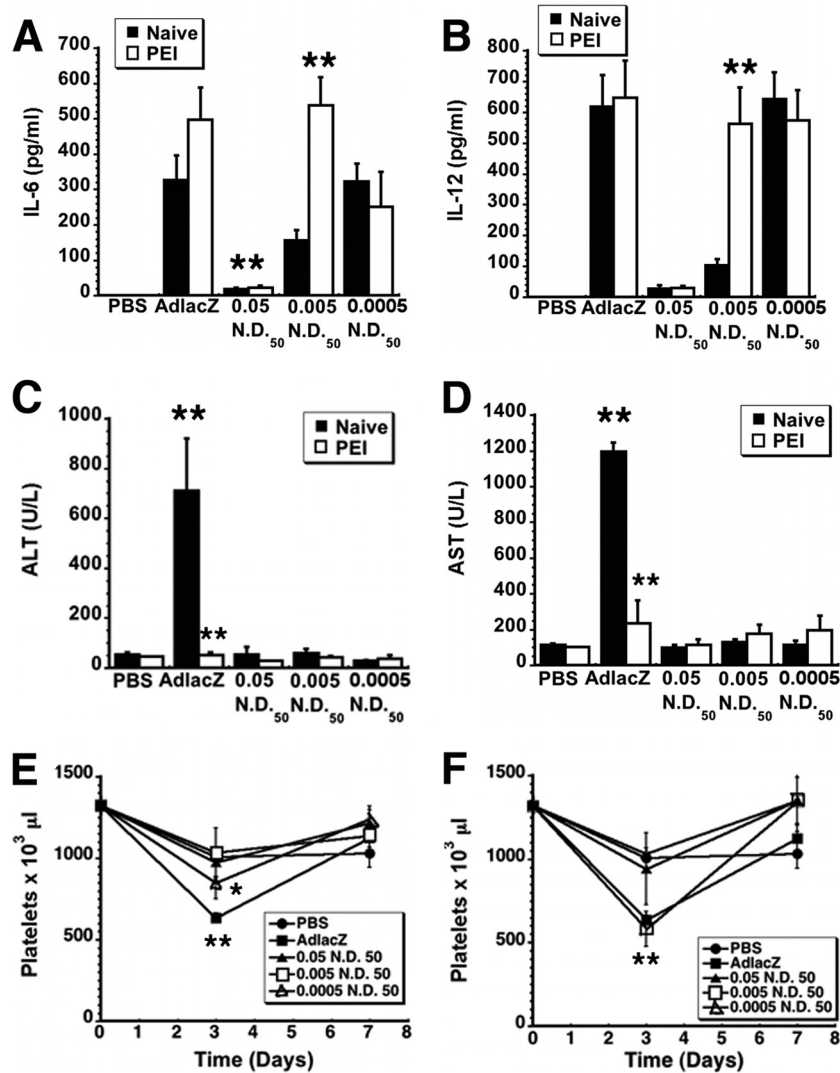 A
Naive
PEI
**
**
700
600
500
400
300
200
100
0
IL-6 (pg/ml)
PBS AdlacZ 0.05 0.005 0.0005
N.D.50 N.D.50 N.D.50
B
Naive
PEI
**
800
700
600
500
400
300
200
100
0
IL-12 (pg/ml)
PBS AdlacZ 0.05 0.005 0.0005
N.D.50 N.D.50 N.D.50
C
Naive
PEI
**
**
1000
800
600
400
200
0
ALT (U/L)
PBS AdlacZ 0.05 0.005 0.0005
N.D.50 N.D.50 N.D.50
D
Naive
PEI
**
**
1400
1200
1000
800
600
400
200
0
AST (U/L)
PBS AdlacZ 0.05 0.005 0.0005
N.D.50 N.D.50 N.D.50
E
1500
1000
500
0
Platelets x 103 µl
*
**
PBS
AdlacZ
0.05 N.D. 50
0.005 N.D. 50
0.0005 N.D. 50
0 1 2 3 4 5 6 7 8
Time (Days)
F
1500
1000
500
0
Platelets x 103 µl
**
PBS
AdlacZ
0.05 N.D. 50
0.005 N.D. 50
0.0005 N.D. 50
0 1 2 3 4 5 6 7 8
Time (Days)